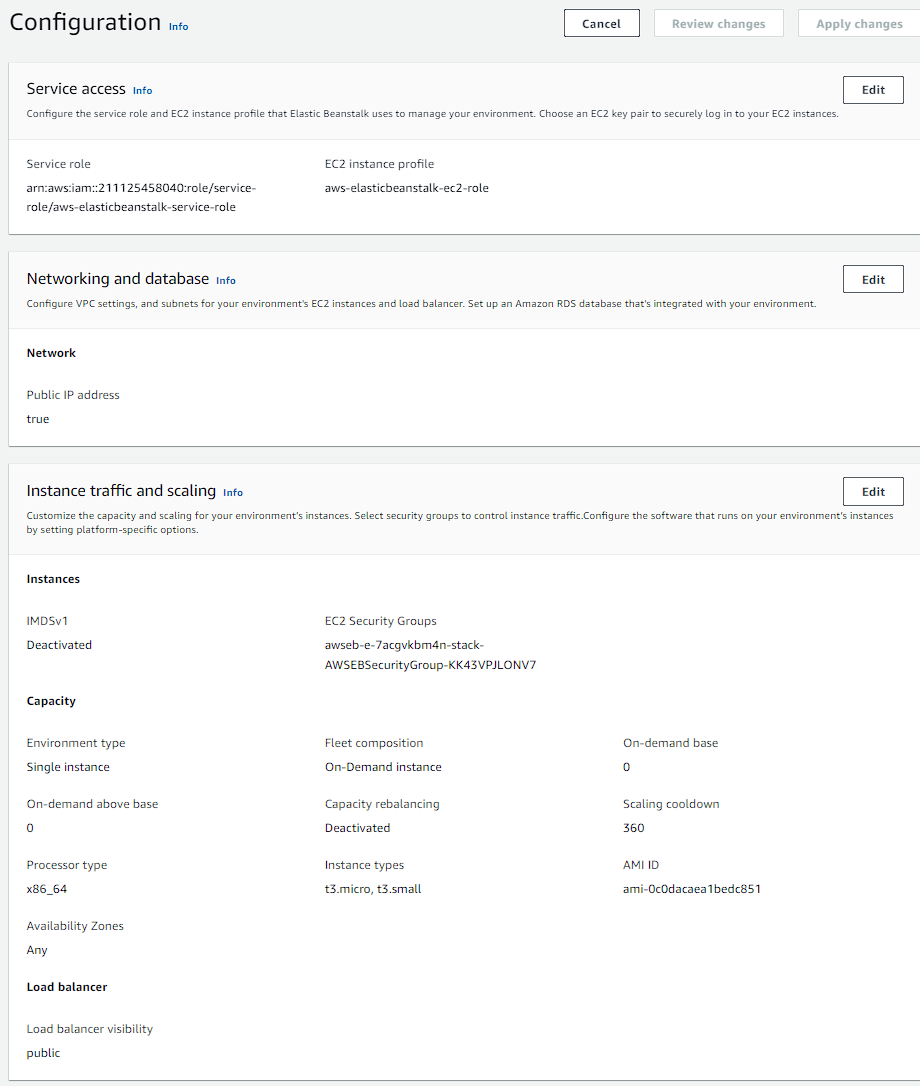 Configuration Info
Cancel
Review changes
Apply changes
Service access Info
Edit
Configure the service role and EC2 instance profile that Elastic Beanstalk uses to manage your environment. Choose an EC2 key pair to securely log in to your EC2 instances.
Service role
EC2 instance profile
arn:aws:iam::211125458040:role/service-
role/aws-elasticbeanstalk-service-role
aws-elasticbeanstalk-ec2-role
Networking and database Info
Edit
Configure VPC settings, and subnets for your environment's EC2 instances and load balancer. Set up an Amazon RDS database that's integrated with your environment.
Network
Public IP address
true
Instance traffic and scaling Info
Edit
Customize the capacity and scaling for your environment's instances. Select security groups to control instance traffic.Configure the software that runs on your environment's instances
by setting platform-specific options.
Instances
IMDSv1
EC2 Security Groups
Deactivated
awseb-e-7acgvkbm4n-stack-
AWSEBSecurityGroup-KK43VPJLONV7
Capacity
Environment type
Fleet composition
On-demand base
Single instance
On-Demand instance
0
On-demand above base
Capacity rebalancing
Scaling cooldown
0
Deactivated
360
Processor type
Instance types
AMI ID
x86_64
t3.micro, t3.small
ami-0c0dacaea1bedc851
Availability Zones
Any
Load balancer
Load balancer visibility
public